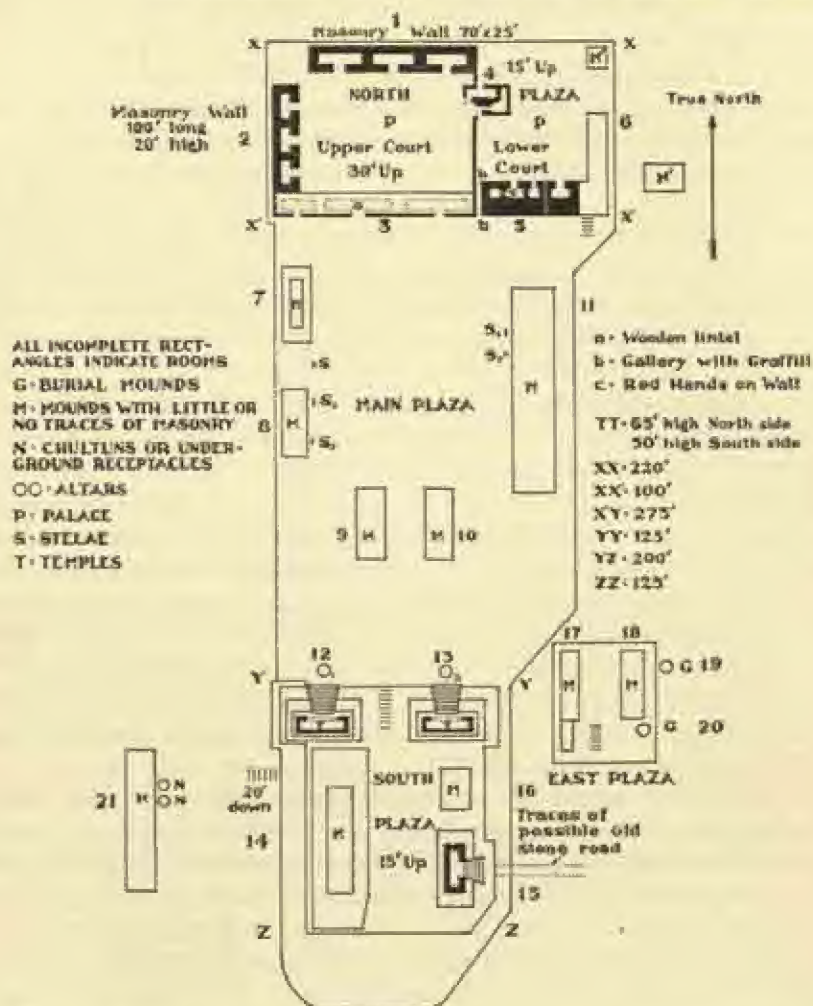 1
Masonry Wall 70'x25'
X X
M'
4 15' Up
NORTH PLAZA
P P
Upper Court Lower
30' Up Court
Masonry Wall
100' long
20' high 2
True North
6
M'
a
b
X' X'
3 b 5
7
M
11
S
S₁₁
MAIN PLAZA
M
8 M
9 M
M 10
ALL INCOMPLETE RECT-
ANGLES INDICATE ROOMS
G·BURIAL MOUNDS
M·MOUNDS WITH LITTLE OR
NO TRACES OF MASONRY
N·CHULTUNS OR UNDER-
GROUND RECEPTACLES
OO·ALTARS
P·PALACE
S·STELAE
T·TEMPLES
a· Wooden lintel
b· Gallery with Graffiti
c· Red Hands on Wall
TT·65' high North side
50' high South side
XX·220'
XX'·100'
X'Y·275'
YY·125'
YZ·200'
ZZ·125'
12 13
Y Y
T T
17 18
M M
G 19
G 20
EAST PLAZA
21 M N
N
20'
down
14
M
SOUTH
M
PLAZA
15' Up
16
Traces of
possible old
stone road
15
Z Z